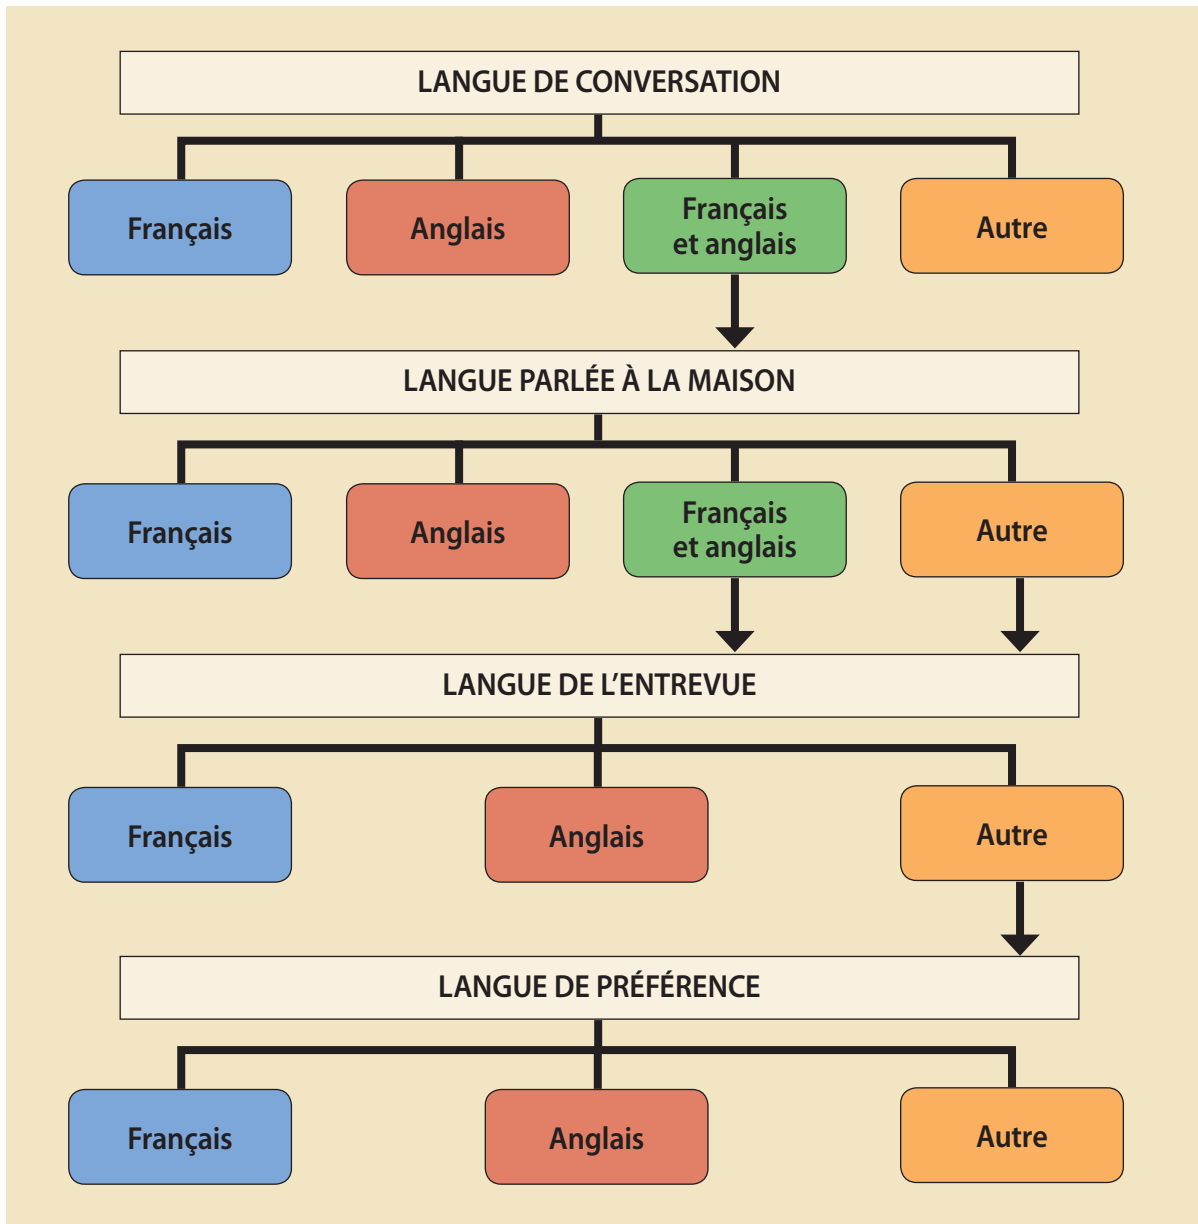 LANGUE DE CONVERSATION
Français
Anglais
Français
et anglais
Autre
LANGUE PARLÉE À LA MAISON
Français
Anglais
Français
et anglais
Autre
LANGUE DE L’ENTREVUE
Français
Anglais
Autre
LANGUE DE PRÉFÉRENCE
Français
Anglais
Autre